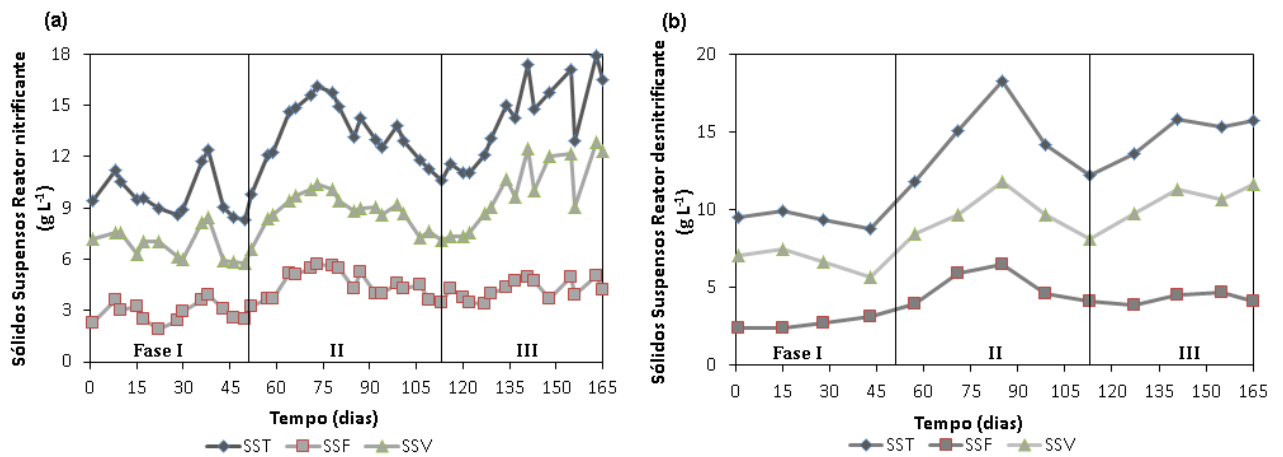 (a)
Sólidos Suspensos Reator nitrificante
(g L-1)
18
15
12
9
6
3
0
Fase I
II
III
0 15 30 45 60 75 90 105 120 135 150 165
Tempo (dias)
SST SSF SSV
(b)
Sólidos Suspensos Reator desnitrificante
(g L-1)
20
15
10
5
0
Fase I
II
III
0 15 30 45 60 75 90 105 120 135 150 165
Tempo (dias)
SST SSF SSV